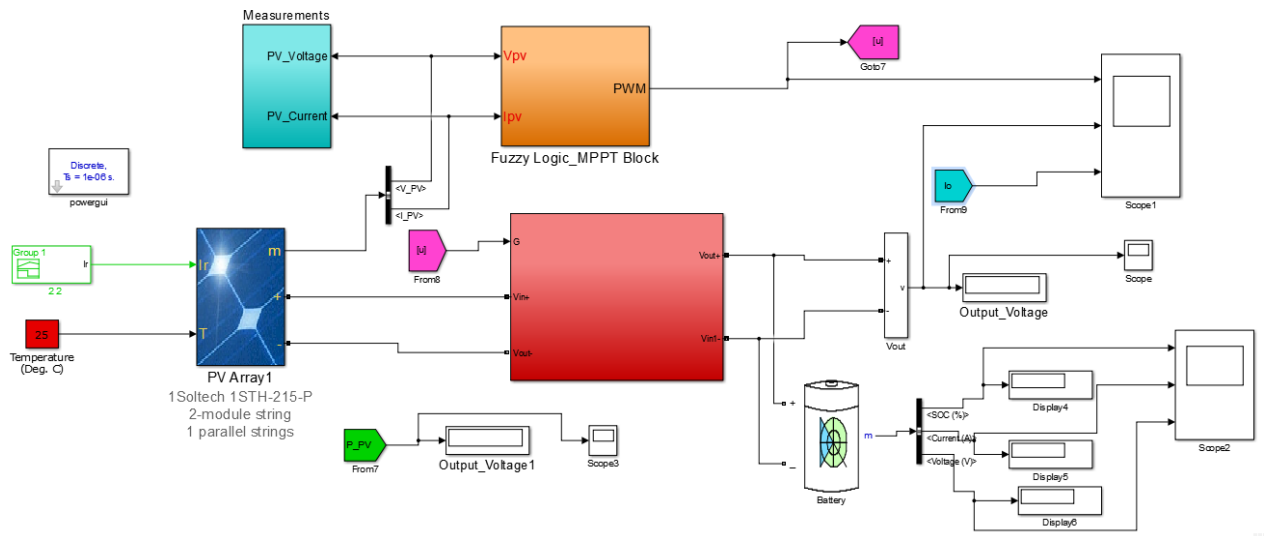 Measurements
PV_Voltage
PV_Current
Vpv
Ipv
PWM
Fuzzy Logic_MPPT Block
[u]
Goto7
Io
From9
Scope1
Discrete,
Ts = 1e-06 s.
powergui
<V_PV>
<I_PV>
Group 1
Ir
2 2
Ir
T
m
+
-
25
Temperature
(Deg. C)
PV Array1
1Soltech 1STH-215-P
2-module string
1 parallel strings
[u]
From8
G
Vin+
Vout-
Vout+
Vin1-
+
-
v
Vout
Output_Voltage
Scope
P_PV
From7
Output_Voltage1
Scope3
+
_
m
Battery
<SOC (%)>
<Current (A)>
<Voltage (V)>
Display4
Display5
Display6
Scope2